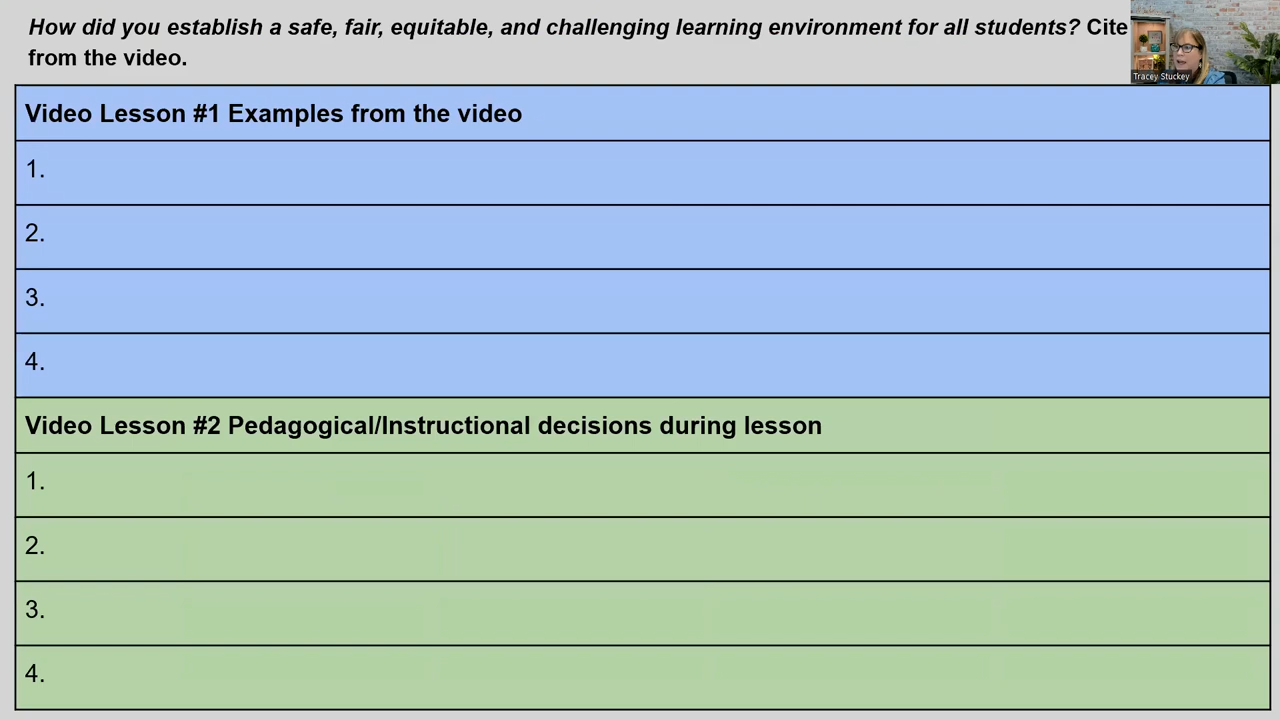 How did you establish a safe, fair, equitable, and challenging learning environment for all students? Cite
from the video.
Tracey Stuckey
Video Lesson #1 Examples from the video
1.
2.
3.
4.
Video Lesson #2 Pedagogical/Instructional decisions during lesson
1.
2.
3.
4.